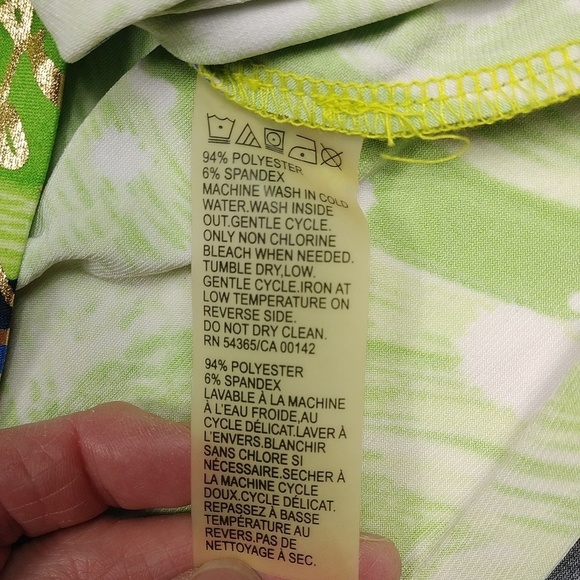 94% POLYESTER
6% SPANDEX
MACHINE WASH IN COLD
WATER.WASH INSIDE
OUT.GENTLE CYCLE.
ONLY NON CHLORINE
BLEACH WHEN NEEDED.
TUMBLE DRY,LOW.
GENTLE CYCLE.IRON AT
LOW TEMPERATURE ON
REVERSE SIDE.
DO NOT DRY CLEAN.
RN 54365/CA 00142
94% POLYESTER
6% SPANDEX
LAVABLE À LA MACHINE
À L'EAU FROIDE,AU
CYCLE DÉLICAT.LAVER À
L'ENVERS.BLANCHIR
SANS CHLORE SI
NÉCESSAIRE.SECHER À
LA MACHINE CYCLE
DOUX.CYCLE DÉLICAT.
REPASSEZ À BASSE
TEMPÉRATURE AU
REVERS.PAS DE
NETTOYAGE À SEC.